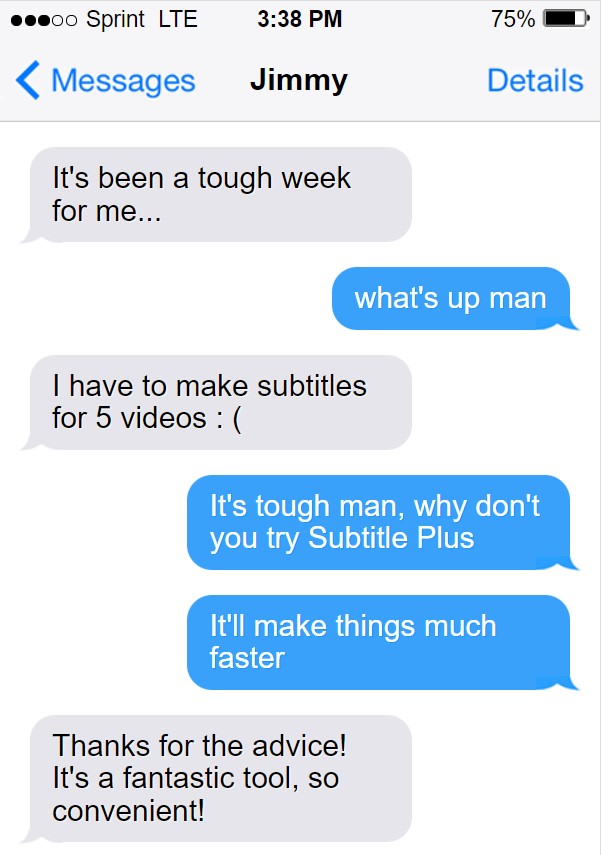 Sprint LTE 3:38 PM 75%
Messages Jimmy Details
It's been a tough week
for me...
what's up man
I have to make subtitles
for 5 videos : (
It's tough man, why don't
you try Subtitle Plus
It'll make things much
faster
Thanks for the advice!
It's a fantastic tool, so
convenient!